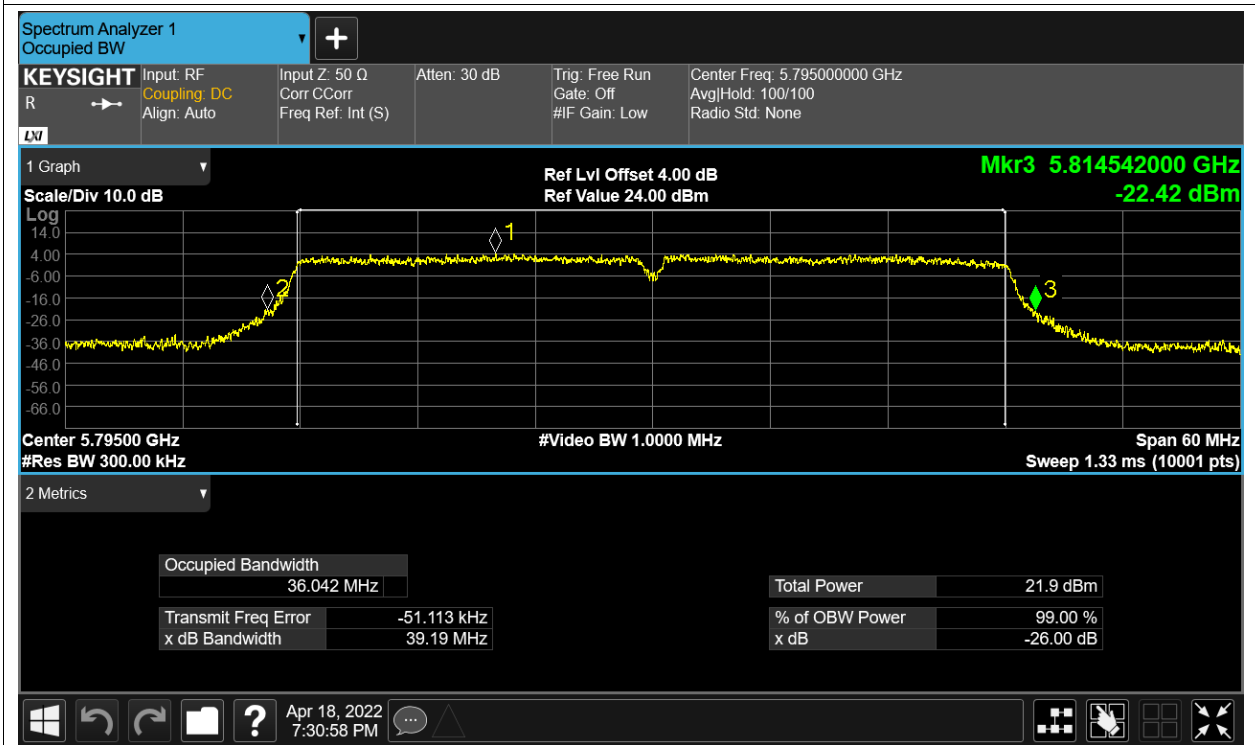 Spectrum Analyzer 1
Occupied BW
KEYSIGHT
R
LXI
Input: RF
Coupling: DC
Align: Auto
Input Z: 50 Ω
Corr CCorr
Freq Ref: Int (S)
Atten: 30 dB
Trig: Free Run
Gate: Off
#IF Gain: Low
Center Freq: 5.795000000 GHz
Avg|Hold: 100/100
Radio Std: None
1 Graph
Scale/Div 10.0 dB
Ref Lvl Offset 4.00 dB
Ref Value 24.00 dBm
Mkr3 5.814542000 GHz
-22.42 dBm
Log
14.0
4.00
-6.00
-16.0
-26.0
-36.0
-46.0
-56.0
-66.0
1
2
3
Center 5.79500 GHz
#Video BW 1.0000 MHz
Span 60 MHz
#Res BW 300.00 kHz
Sweep 1.33 ms (10001 pts)
2 Metrics
Occupied Bandwidth
36.042 MHz
Total Power 21.9 dBm
Transmit Freq Error -51.113 kHz
% of OBW Power 99.00 %
x dB Bandwidth 39.19 MHz
x dB -26.00 dB
?
Apr 18, 2022
7:30:58 PM